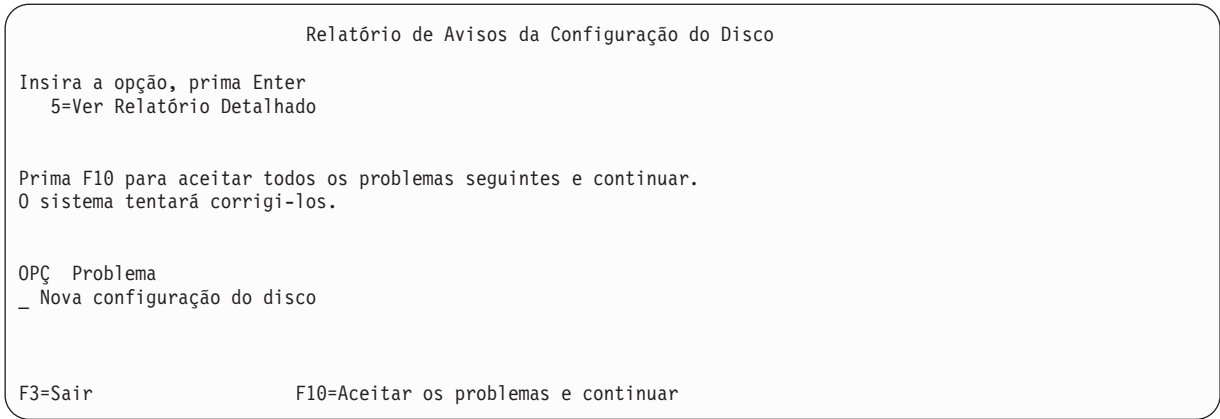 Relatório de Avisos da Configuração do Disco
Insira a opção, prima Enter
5=Ver Relatório Detalhado
Prima F10 para aceitar todos os problemas seguintes e continuar.
O sistema tentará corrigi-los.
OPÇ Problema
_ Nova configuração do disco
F3=Sair F10=Aceitar os problemas e continuar